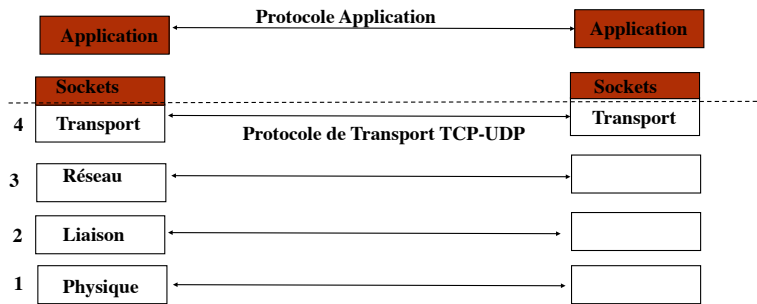 Protocole Application
Application
Application
Sockets
Sockets
4
Transport
Transport
Protocole de Transport TCP-UDP
3
Réseau
2
Liaison
1
Physique